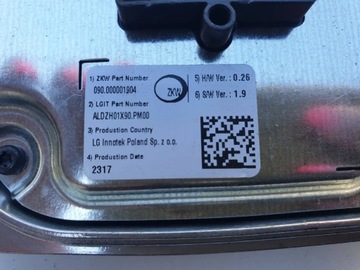 1) ZKW Part Number
090.000001904
2) LGIT Part Number
ALDZH01X90.PM00
3) Production Country
LG Innotek Poland Sp. z o.o.
4) Production Date
2317
ZKW
5) H/W Ver. : 0.26
6) S/W Ver. : 1.9